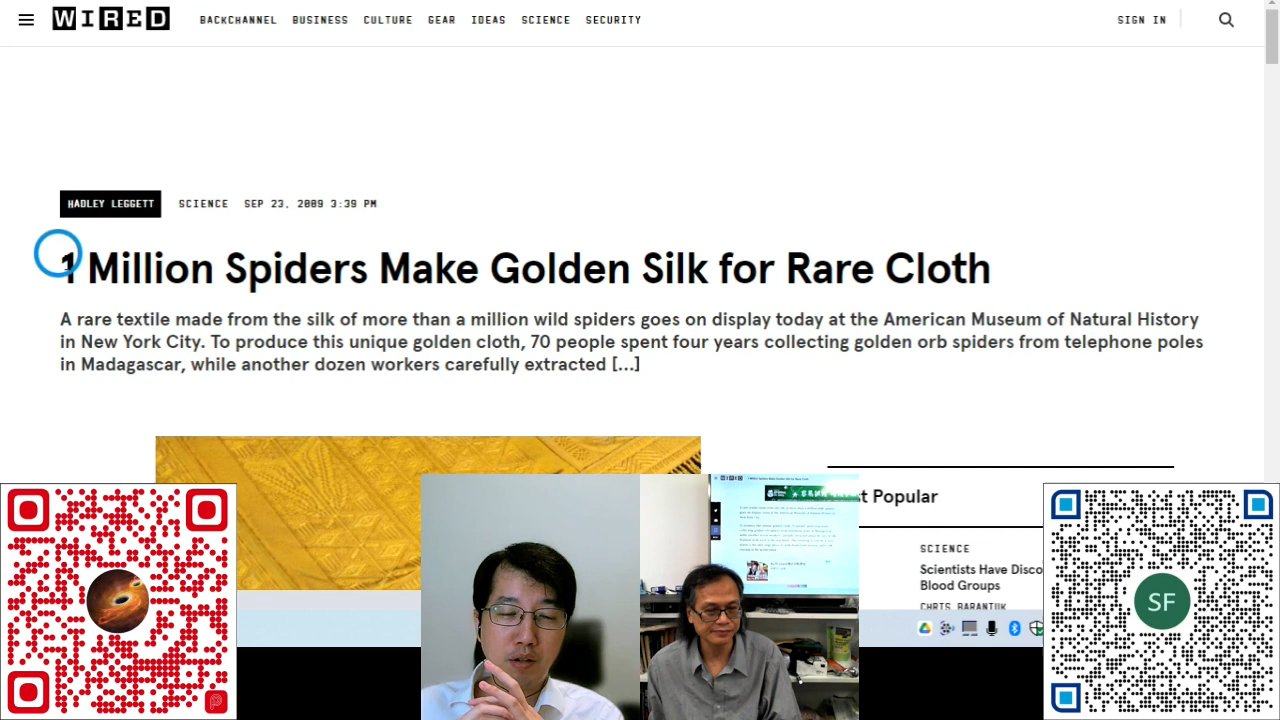 WIRED
BACKCHANNEL BUSINESS CULTURE GEAR IDEAS SCIENCE SECURITY
SIGN IN
HADLEY LEGGETT SCIENCE SEP 23, 2009 3:39 PM
1 Million Spiders Make Golden Silk for Rare Cloth
A rare textile made from the silk of more than a million wild spiders goes on display today at the American Museum of Natural History
in New York City. To produce this unique golden cloth, 70 people spent four years collecting golden orb spiders from telephone poles
in Madagascar, while another dozen workers carefully extracted [...]
t Popular
SCIENCE
Scientists Have Disco
Blood Groups
CHRIS BARANIUK
SF